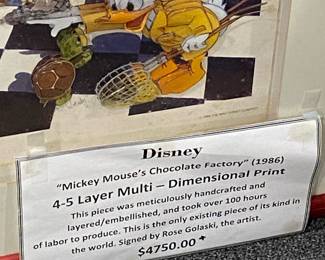 Disney
"Mickey Mouse's Chocolate Factory" (1986)
4-5 Layer Multi – Dimensional Print
This piece was meticulously handcrafted and
layered/embellished, and took over 100 hours
of labor to produce. This is the only existing piece of its kind in
the world. Signed by Rose Golaski, the artist.
$4750.00